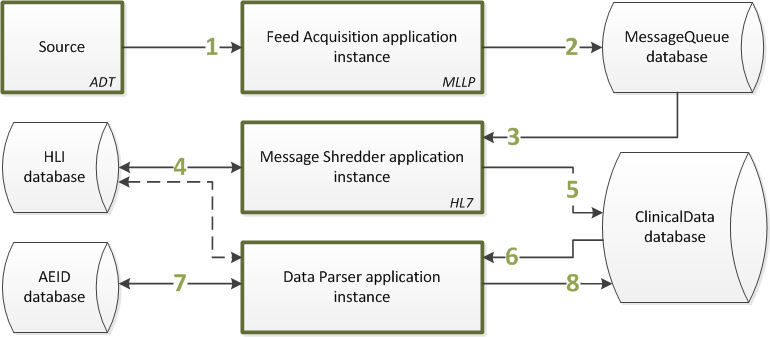 Source
ADT
1
Feed Acquisition application
instance
MLLP
2
MessageQueue
database
HLI
database
4
Message Shredder application
instance
HL7
3
5
ClinicalData
database
AEID
database
7
Data Parser application
instance
6
8